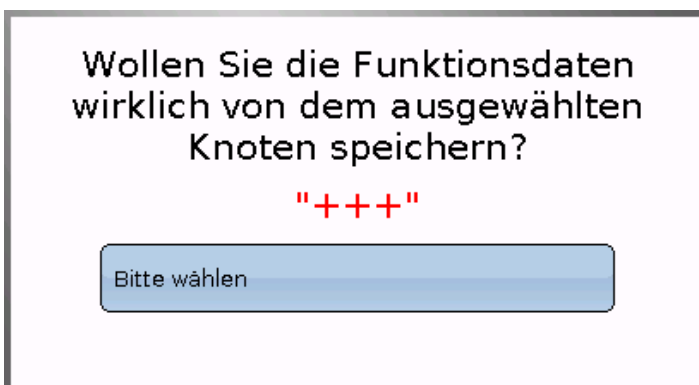 Wollen Sie die Funktionsdaten
wirklich von dem ausgewählten
Knoten speichern?
"+++"
Bitte wählen